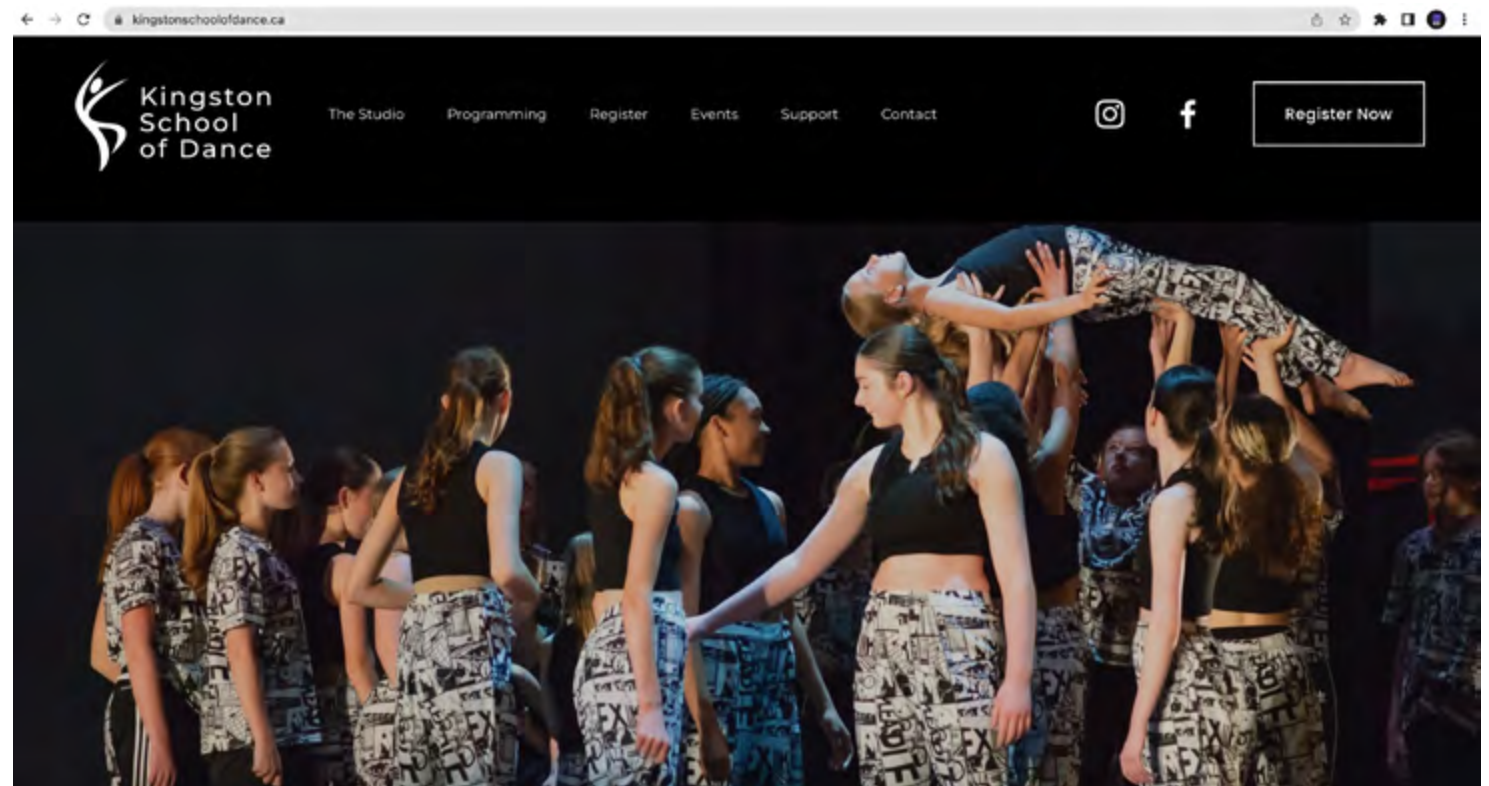 kingstonschoolofdance.ca
Kingston
School
of Dance
The Studio
Programming
Register
Events
Support
Contact
Register Now